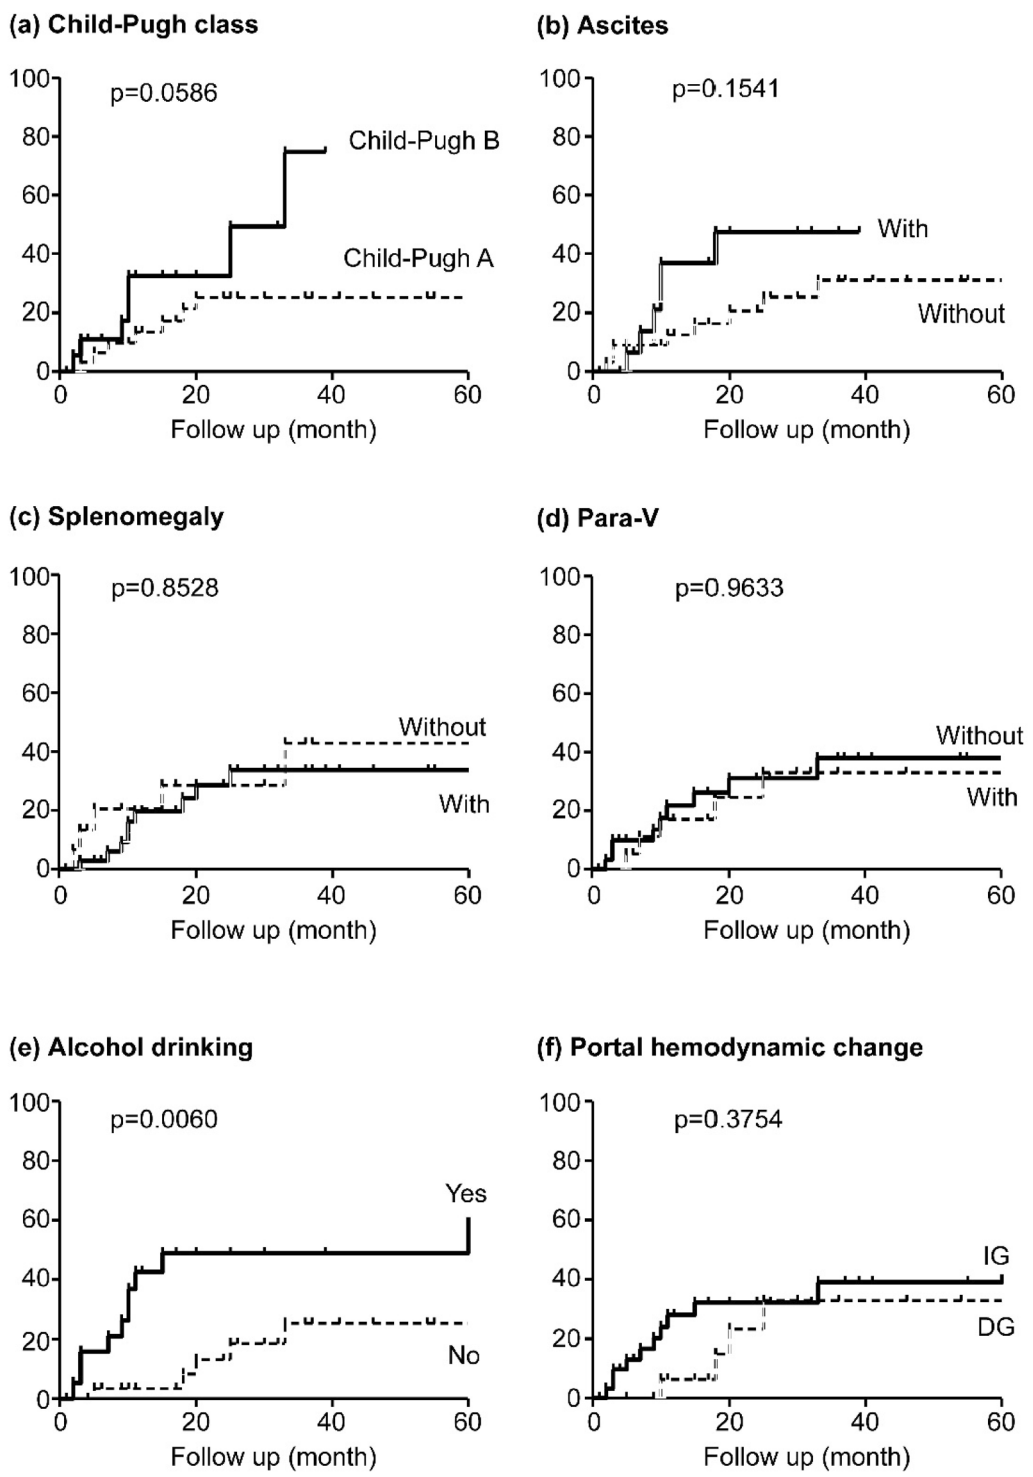 (a) Child-Pugh class
100
80
60
40
20
0
p=0.0586
Child-Pugh B
Child-Pugh A
0 20 40 60
Follow up (month)
(b) Ascites
100
80
60
40
20
0
p=0.1541
With
Without
0 20 40 60
Follow up (month)
(c) Splenomegaly
100
80
60
40
20
0
p=0.8528
Without
With
0 20 40 60
Follow up (month)
(d) Para-V
100
80
60
40
20
0
p=0.9633
Without
With
0 20 40 60
Follow up (month)
(e) Alcohol drinking
100
80
60
40
20
0
p=0.0060
Yes
No
0 20 40 60
Follow up (month)
(f) Portal hemodynamic change
100
80
60
40
20
0
p=0.3754
IG
DG
0 20 40 60
Follow up (month)